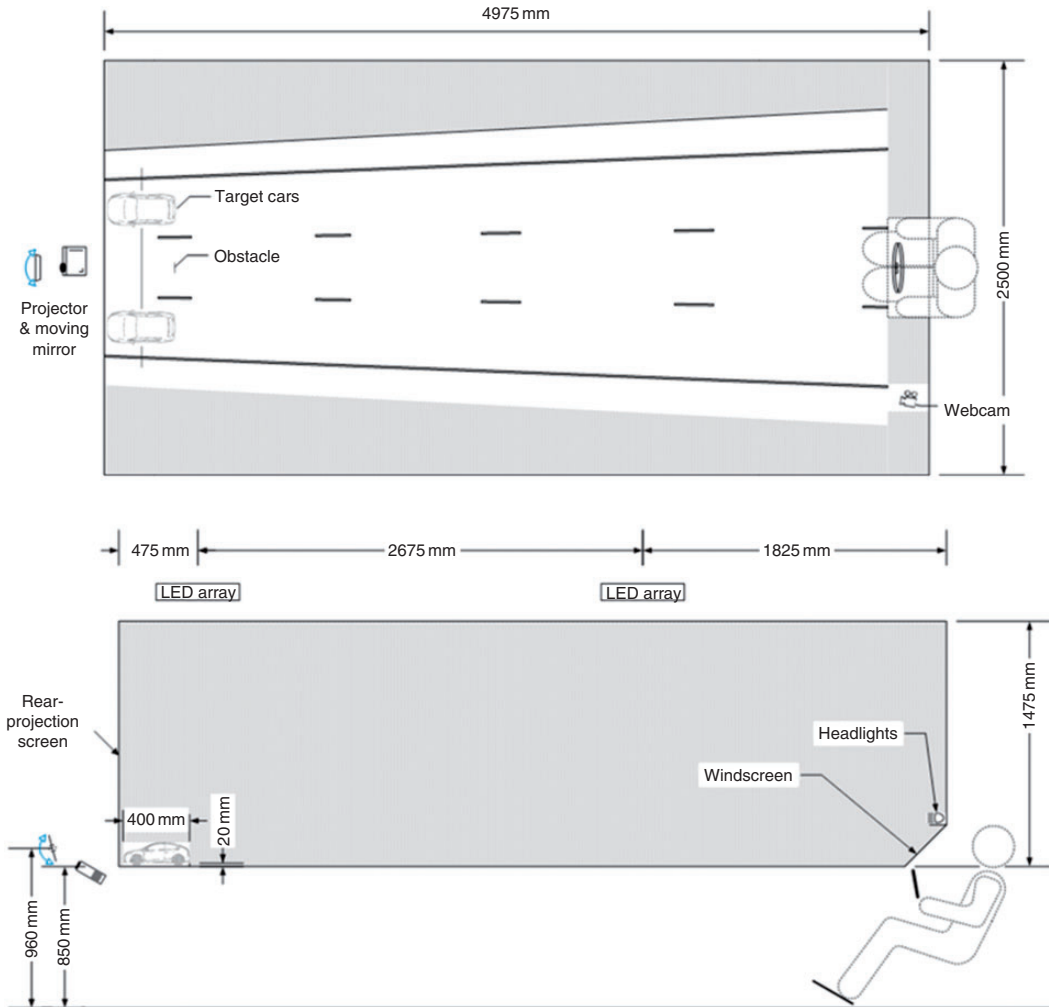 4975 mm
Target cars
Obstacle
Projector
& moving
mirror
2500 mm
Webcam
475 mm
2675 mm
1825 mm
LED array
LED array
Rear-
projection
screen
Headlights
Windscreen
1475 mm
400 mm
20 mm
960 mm
850 mm